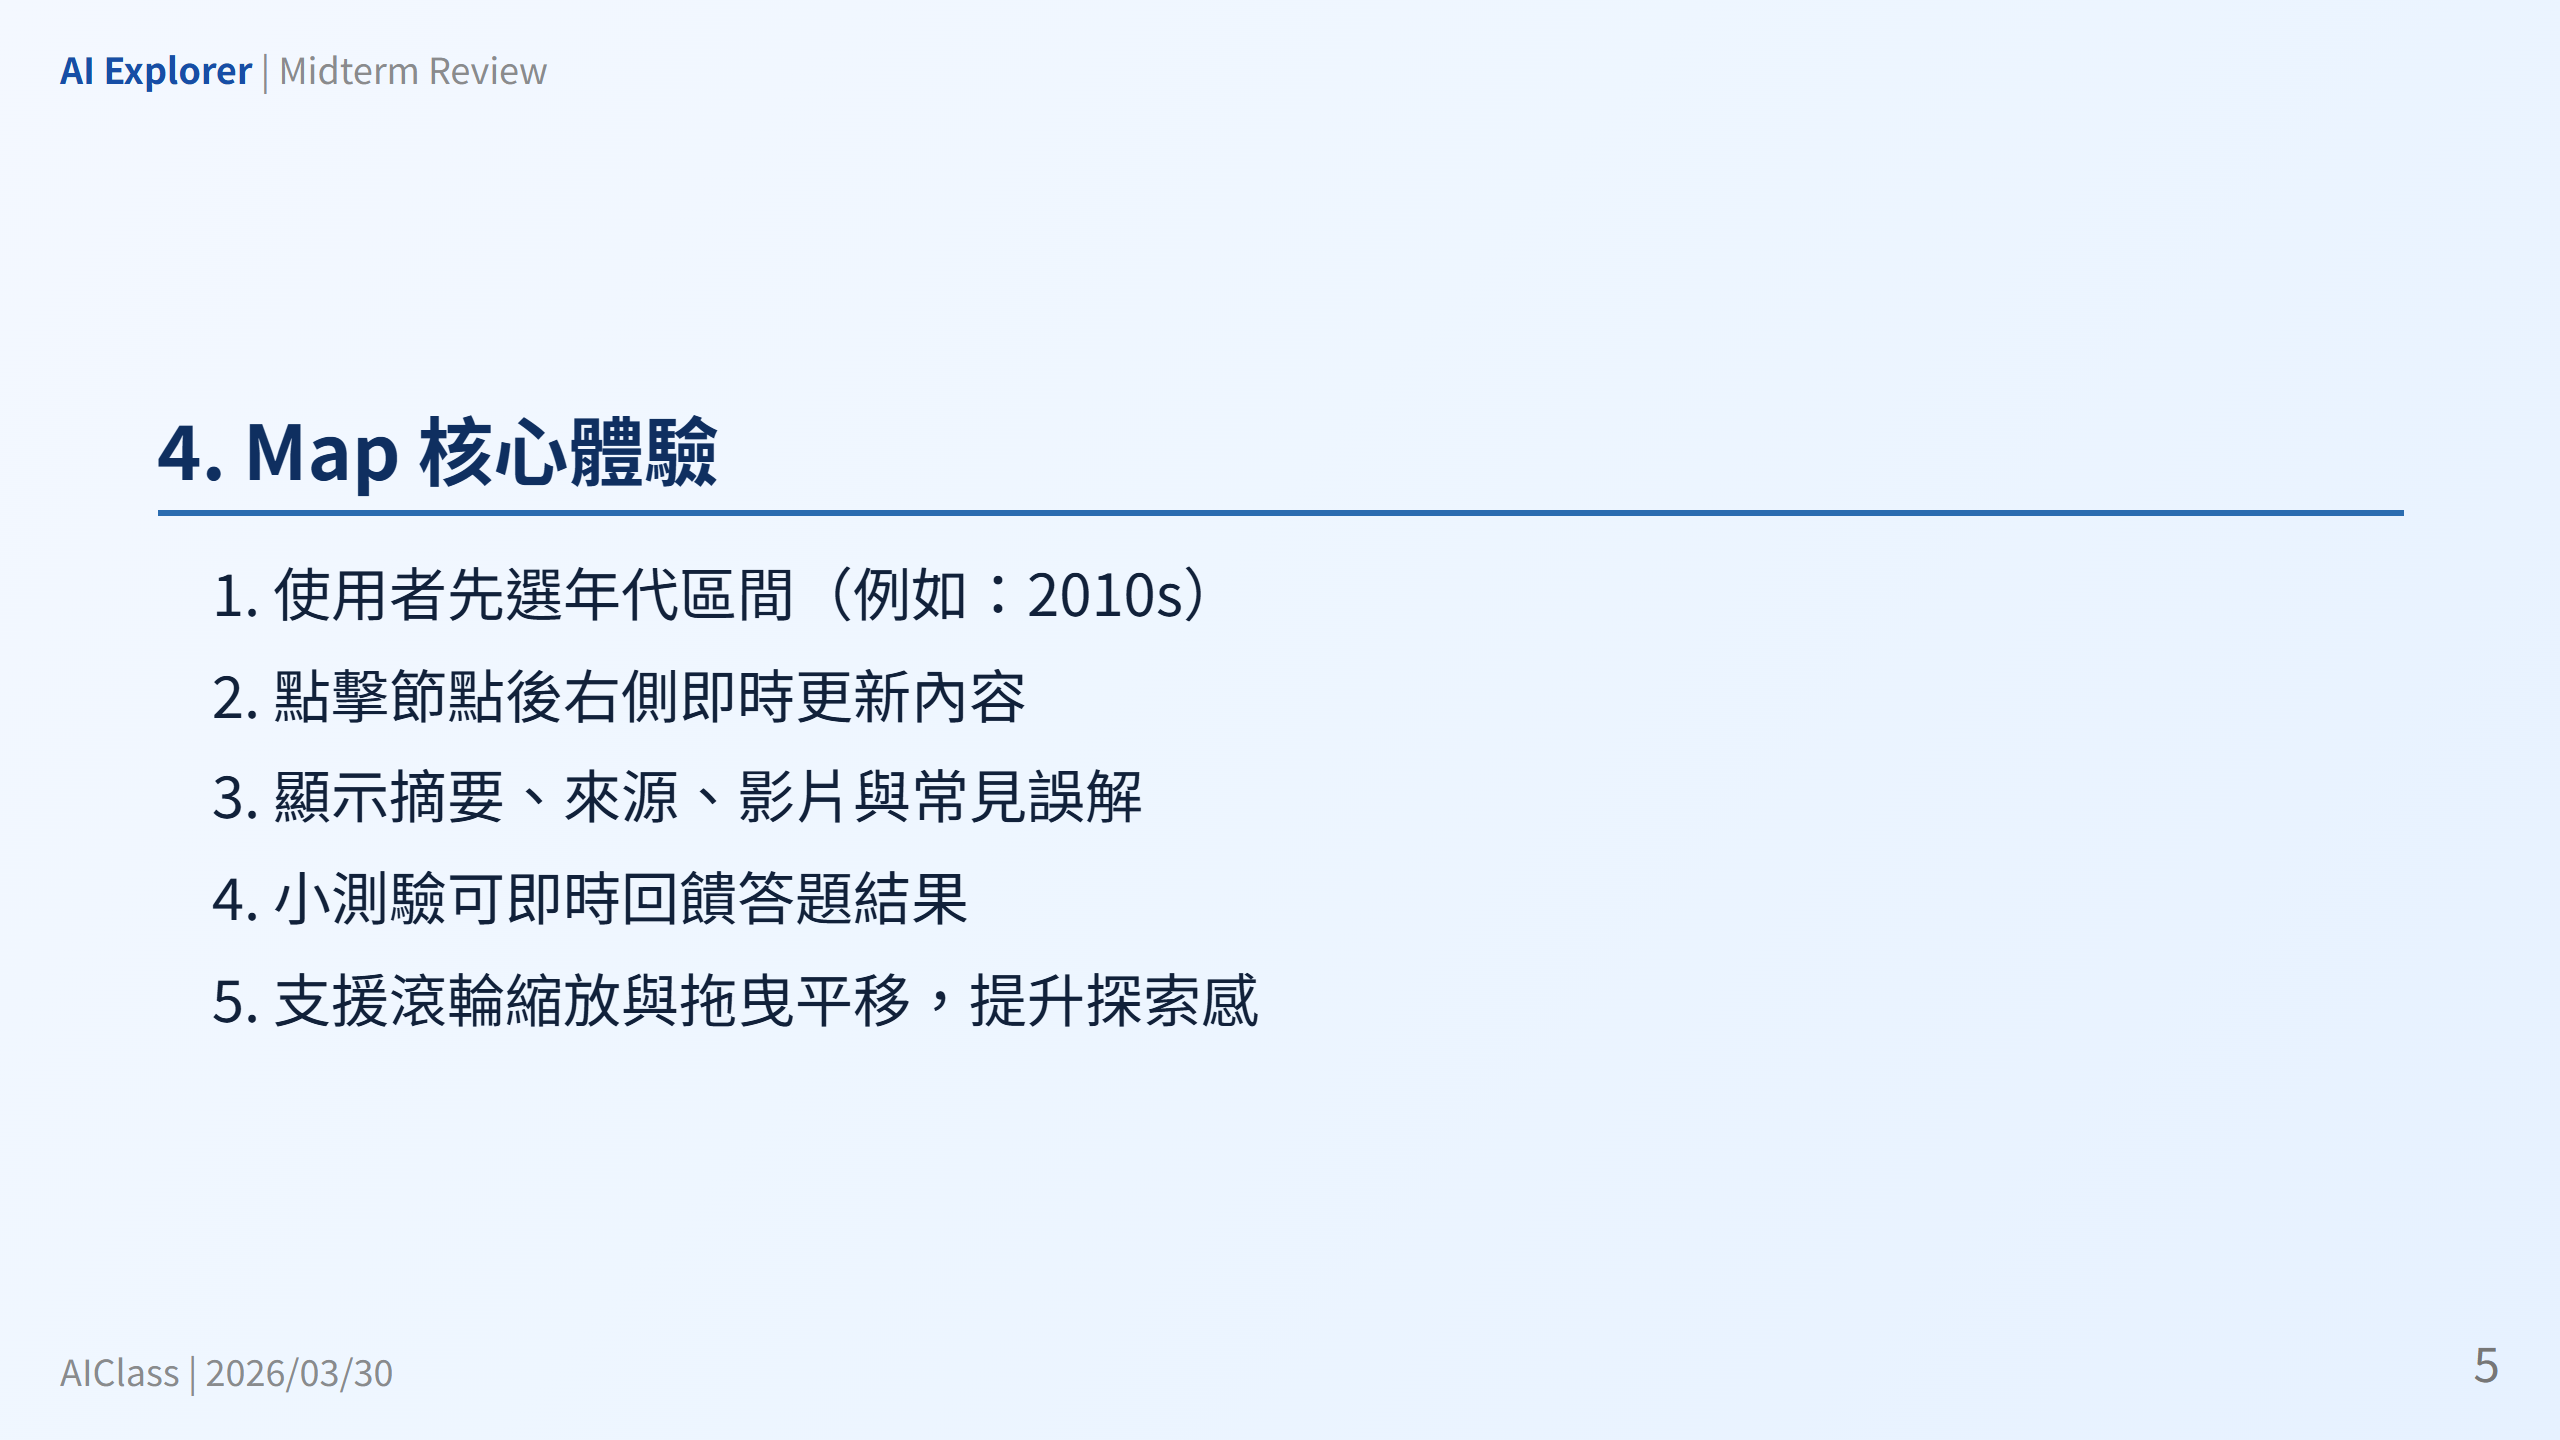 AI Explorer | Midterm Review
4. Map 核心體驗
1. 使用者先選年代區間（例如：2010s）
2. 點擊節點後右側即時更新內容
3. 顯示摘要、來源、影片與常見誤解
4. 小測驗可即時回饋答題結果
5. 支援滾輪縮放與拖曳平移，提升探索感
AIClass | 2026/03/30
5